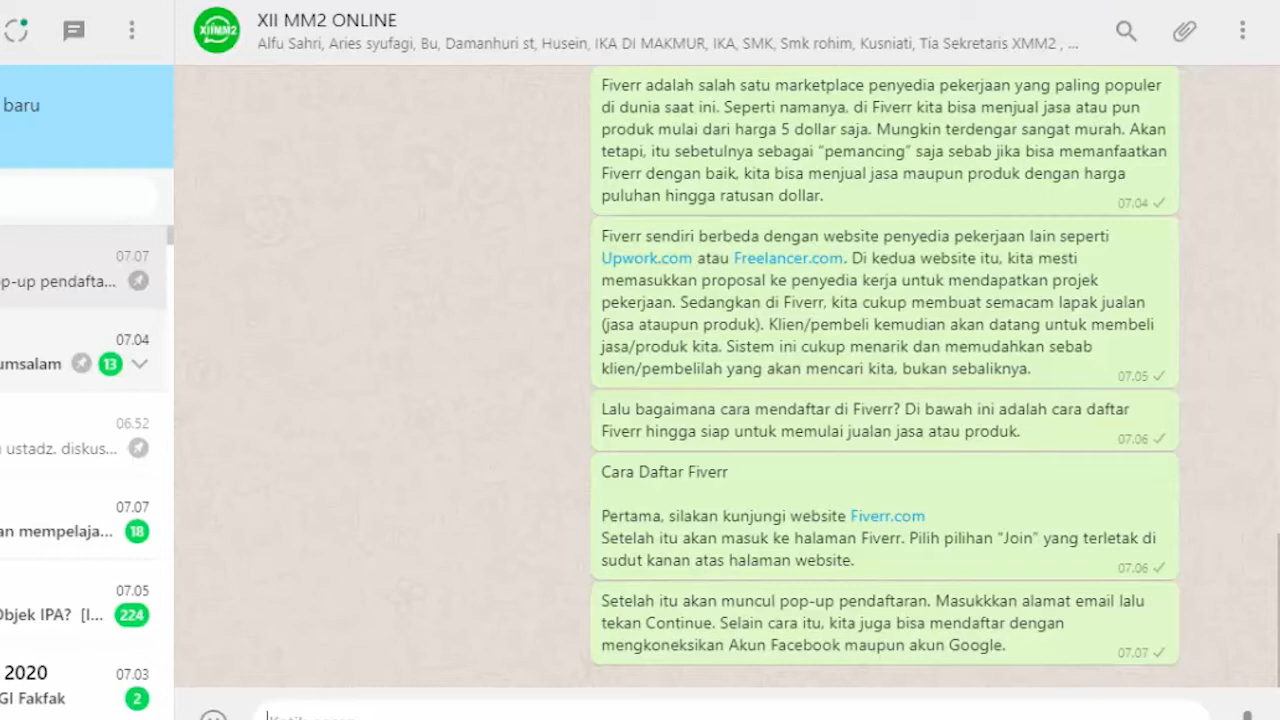 XIIMM2
XII MM2 ONLINE
Alfu Sahri, Aries syufagi, Bu, Damanhuri st, Husein, IKA DI MAKMUR, IKA, SMK, Smk rohim, Kusniati, Tia Sekretaris XMM2 , ...
baru
07.07
p-up pendafta...
07.04
umsalam
13
06.52
ustadz. diskus...
07.07
an mempelaja...
18
07.05
Objek IPA? [I...
224
2020
07.03
GI Fakfak
2
Fiverr adalah salah satu marketplace penyedia pekerjaan yang paling populer
di dunia saat ini. Seperti namanya, di Fiverr kita bisa menjual jasa atau pun
produk mulai dari harga 5 dollar saja. Mungkin terdengar sangat murah. Akan
tetapi, itu sebetulnya sebagai “pemancing” saja sebab jika bisa memanfaatkan
Fiverr dengan baik, kita bisa menjual jasa maupun produk dengan harga
puluhan hingga ratusan dollar.
07.04
Fiverr sendiri berbeda dengan website penyedia pekerjaan lain seperti
Upwork.com atau Freelancer.com. Di kedua website itu, kita mesti
memasukkan proposal ke penyedia kerja untuk mendapatkan projek
pekerjaan. Sedangkan di Fiverr, kita cukup membuat semacam lapak jualan
(jasa ataupun produk). Klien/pembeli kemudian akan datang untuk membeli
jasa/produk kita. Sistem ini cukup menarik dan memudahkan sebab
klien/pembelilah yang akan mencari kita, bukan sebaliknya.
07.05
Lalu bagaimana cara mendaftar di Fiverr? Di bawah ini adalah cara daftar
Fiverr hingga siap untuk memulai jualan jasa atau produk.
07.06
Cara Daftar Fiverr
Pertama, silakan kunjungi website Fiverr.com
Setelah itu akan masuk ke halaman Fiverr. Pilih pilihan “Join” yang terletak di
sudut kanan atas halaman website.
07.06
Setelah itu akan muncul pop-up pendaftaran. Masukkkan alamat email lalu
tekan Continue. Selain cara itu, kita juga bisa mendaftar dengan
mengkoneksikan Akun Facebook maupun akun Google.
07.07